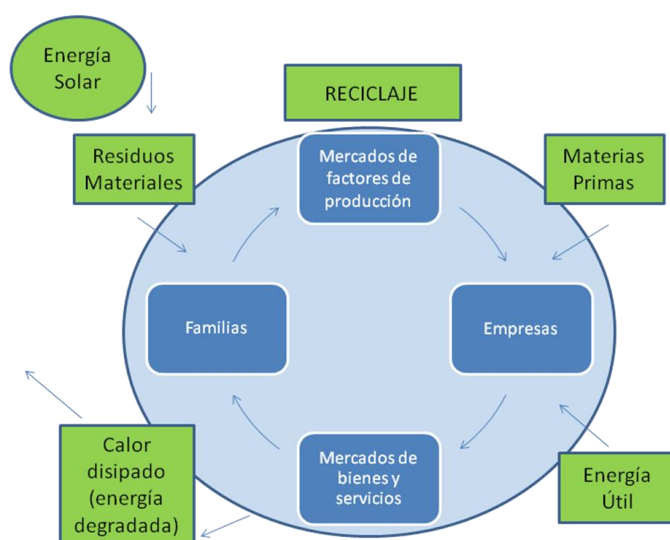 Energía
Solar
RECICLAJE
Residuos
Materiales
Mercados de
factores de
producción
Materias
Primas
Familias
Empresas
Calor
disipado
(energía
degradada)
Mercados de
bienes y
servicios
Energía
Útil